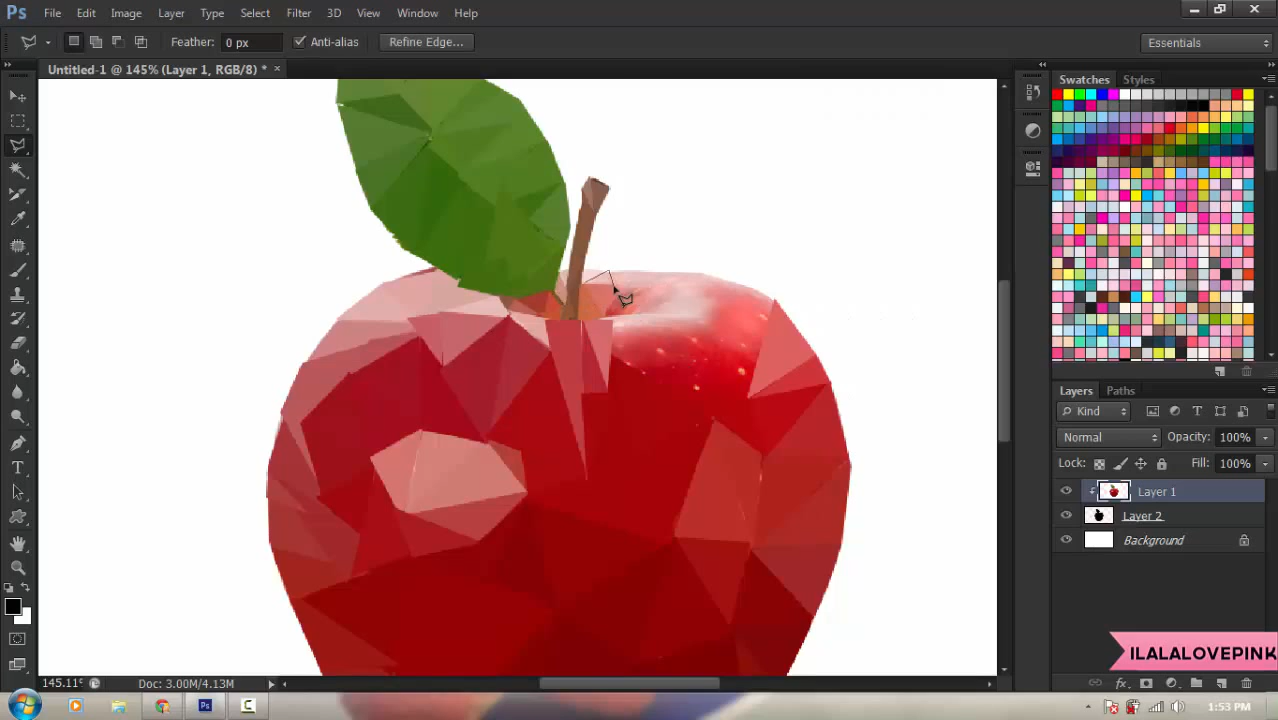 Ps File Edit Image Layer Type Select Filter 3D View Window Help
Feather: 0 px Anti-alias Refine Edge... Essentials
Untitled-1 @ 145% (Layer 1, RGB/8) * ×
Swatches Styles
Layers Paths
Kind
Normal Opacity: 100%
Lock: Fill: 100%
Layer 1
Layer 2
Background
ILALALOVEPINK
145.11% Doc: 3.00M/4.13M
1:53 PM